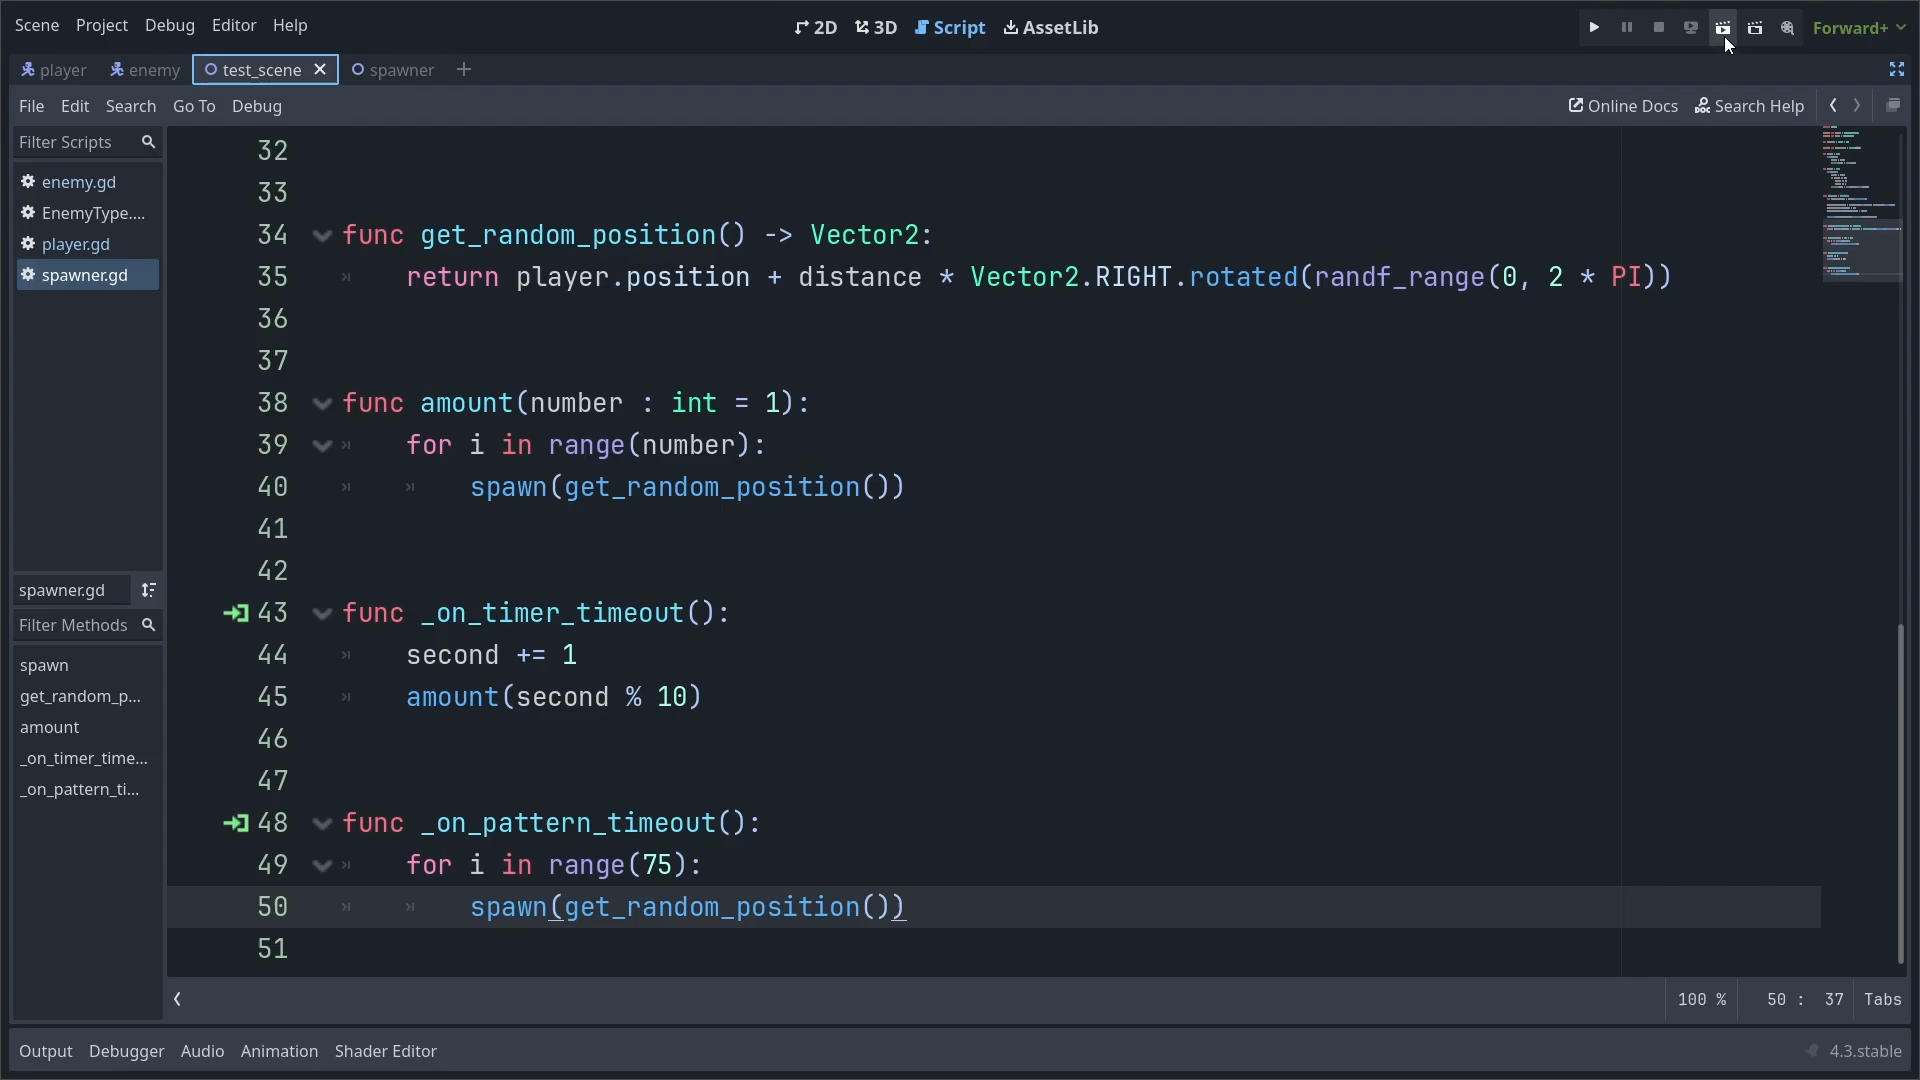 Scene Project Debug Editor Help
2D 3D Script AssetLib
Forward+
player enemy test_scene spawner
File Edit Search Go To Debug
Online Docs Search Help
Filter Scripts
enemy.gd
EnemyType....
player.gd
spawner.gd
spawner.gd
Filter Methods
spawn
get_random_p...
amount
_on_timer_time...
_on_pattern_ti...
32
33
34 func get_random_position() -> Vector2:
35 return player.position + distance * Vector2.RIGHT.rotated(randf_range(0, 2 * PI))
36
37
38 func amount(number : int = 1):
39 for i in range(number):
40 spawn(get_random_position())
41
42
43 func _on_timer_timeout():
44 second += 1
45 amount(second % 10)
46
47
48 func _on_pattern_timeout():
49 for i in range(75):
50 spawn(get_random_position())
51
100 % 50 : 37 Tabs
Output Debugger Audio Animation Shader Editor
4.3.stable